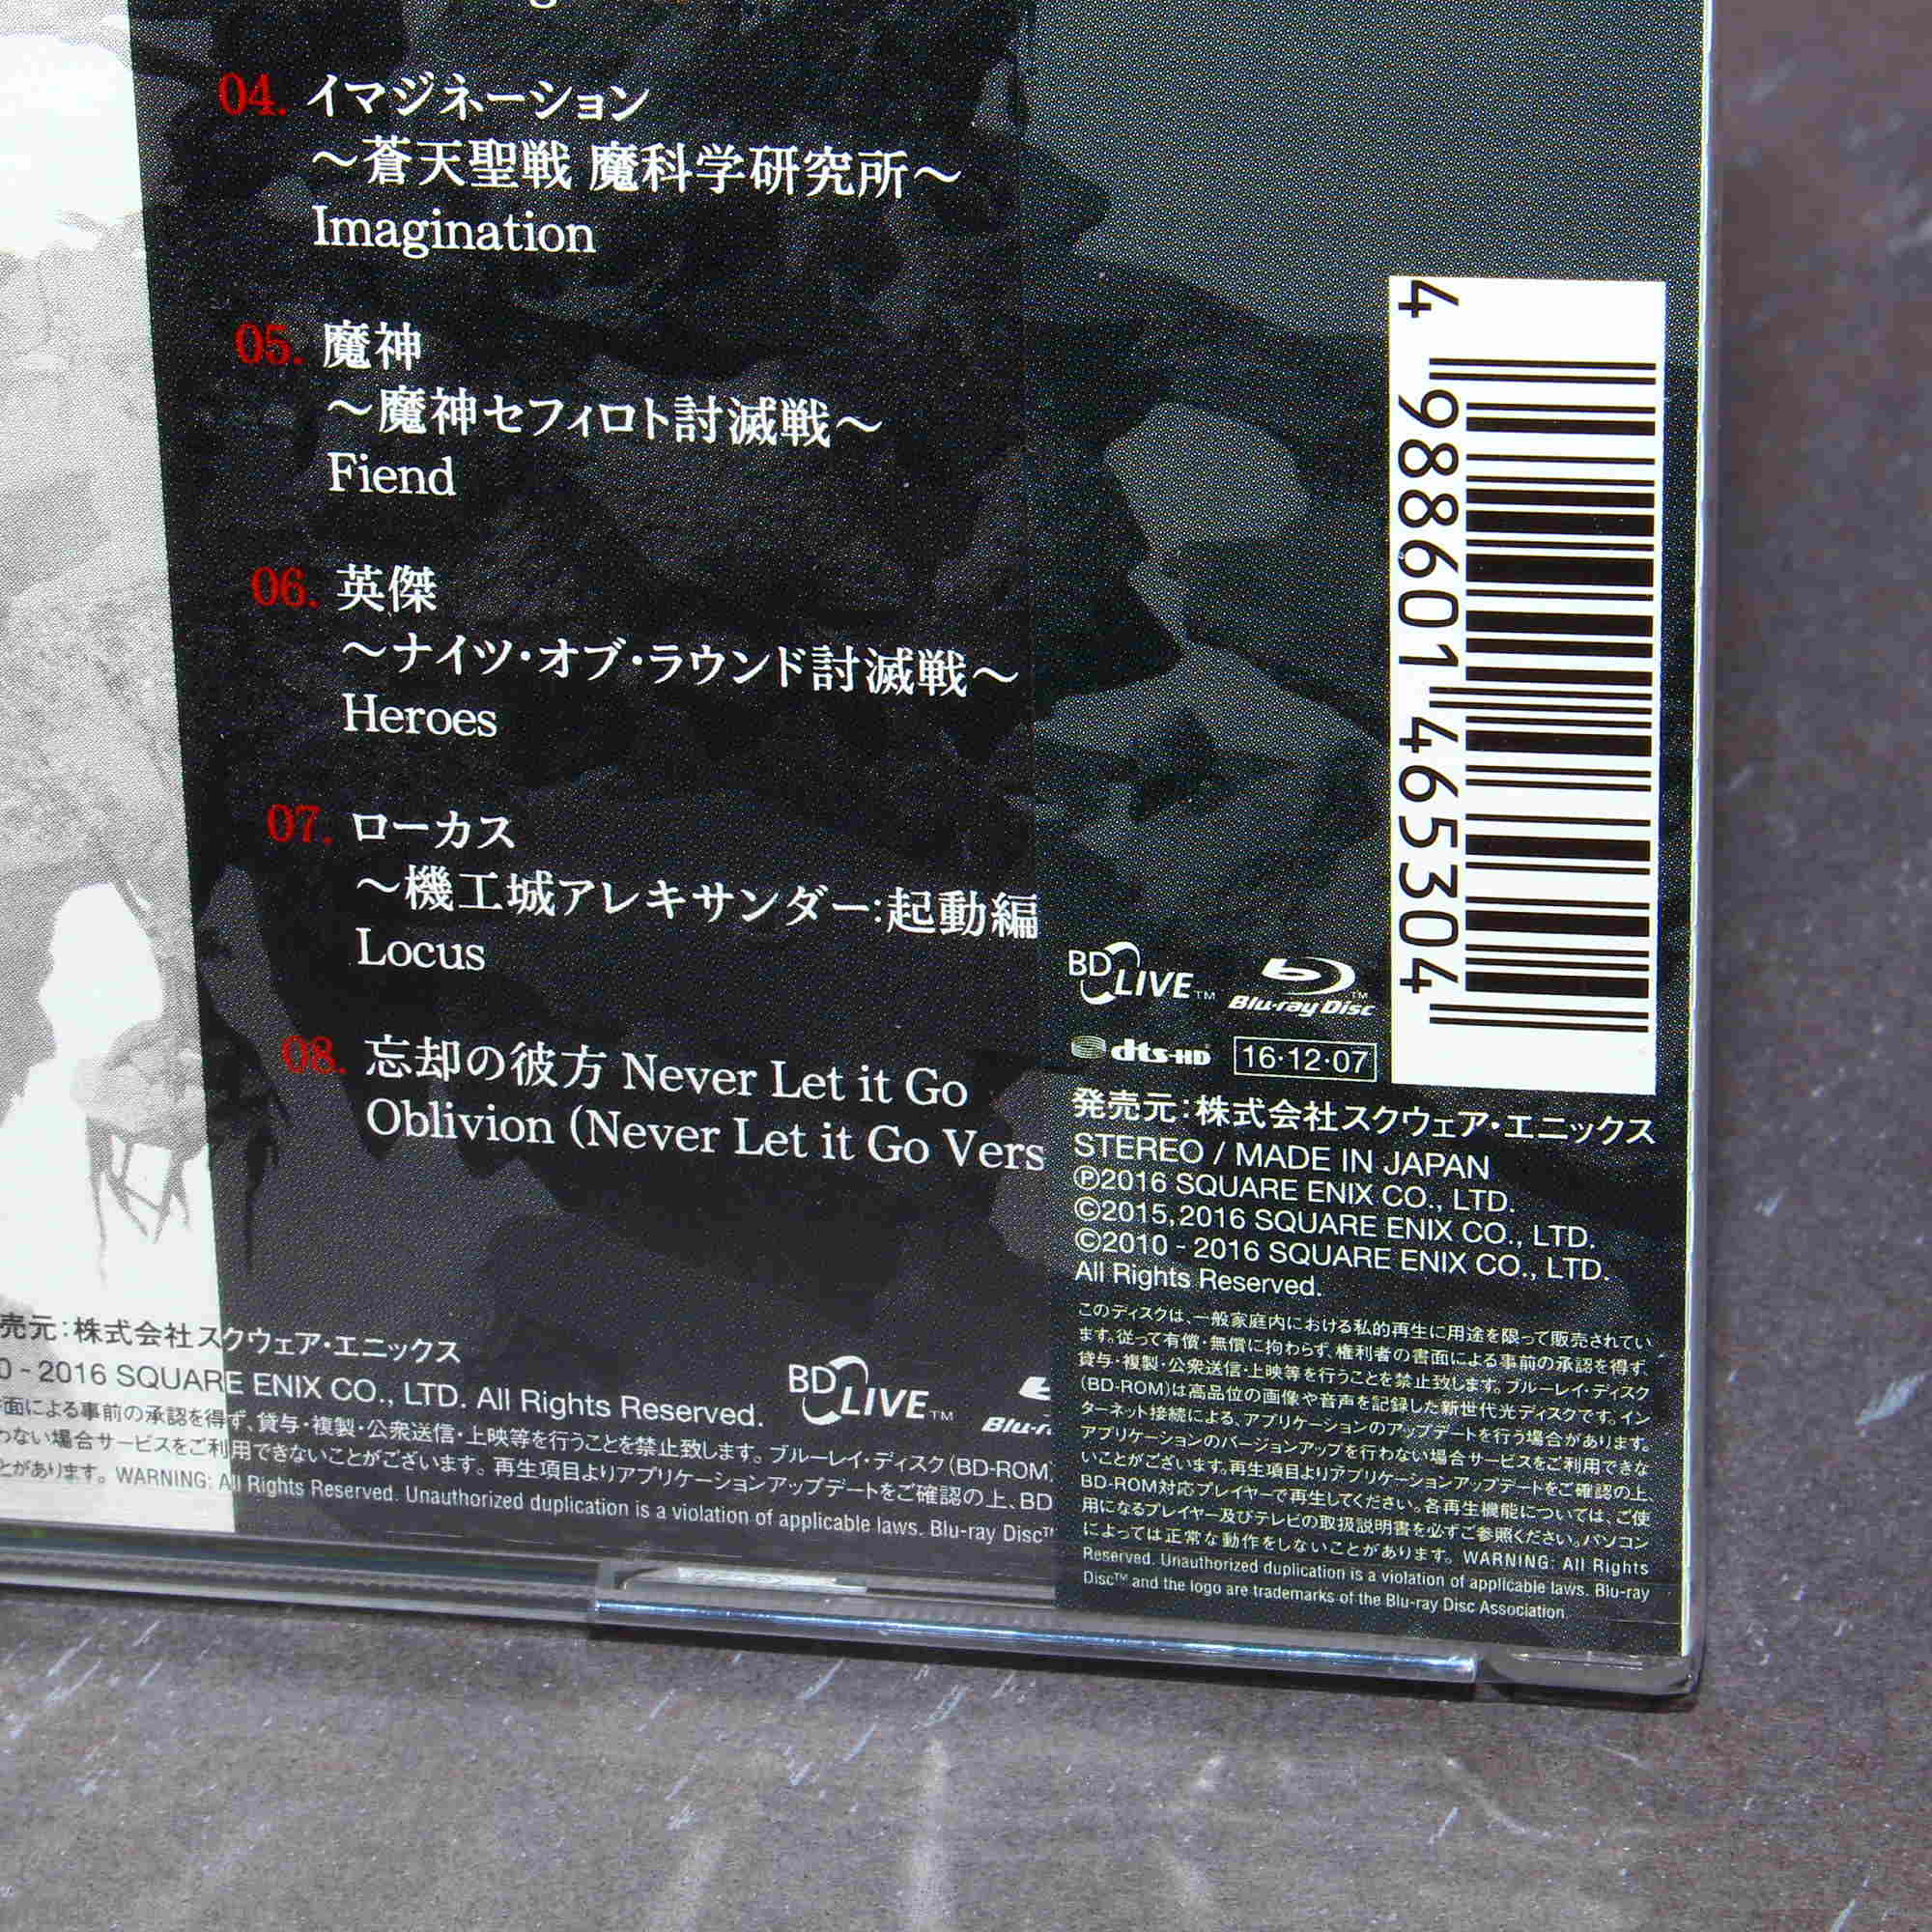 04. イマジネーション
～蒼天聖戦 魔科学研究所～
Imagination
05. 魔神
～魔神セフィロト討滅戦～
Fiend
06. 英傑
～ナイツ・オブ・ラウンド討滅戦～
Heroes
07. ローカス
～機工城アレキサンダー:起動編
Locus
08. 忘却の彼方 Never Let it Go
Oblivion (Never Let it Go Vers
売元:株式会社スクウェア・エニックス
0 - 2016 SQUARE ENIX CO., LTD. All Rights Reserved.
面による事前の承認を得ず、貸与・複製・公衆送信・上映等を行うことを禁止致します。ブルーレイ・ディスク(BD-ROM
わない場合サービスをご利用できないことがございます。再生項目よりアプリケーションアップデートをご確認の上、BD
とがあります。 WARNING: All Rights Reserved. Unauthorized duplication is a violation of applicable laws. Blu-ray Disc™
BD LIVE™
Blu-r
4 988601 465304
BD LIVE™
Blu-ray Disc™
dts-HD
16・12・07
発売元:株式会社スクウェア・エニックス
STEREO / MADE IN JAPAN
Ⓟ2016 SQUARE ENIX CO., LTD.
©2015,2016 SQUARE ENIX CO., LTD.
©2010 - 2016 SQUARE ENIX CO., LTD.
All Rights Reserved.
このディスクは、一般家庭内における私的再生に用途を限って販売されてい
ます。従って有償・無償に拘わらず、権利者の書面による事前の承認を得ず、
貸与・複製・公衆送信・上映等を行うことを禁止致します。ブルーレイ・ディスク
(BD-ROM)は高品位の画像や音声を記録した新世代光ディスクです。イン
ターネット接続による、アプリケーションのアップデートを行う場合があります。
アプリケーションのバージョンアップを行わない場合サービスをご利用できな
いことがございます。再生項目よりアプリケーションアップデートをご確認の上、
BD-ROM対応プレイヤーで再生してください。各再生機能については、ご使
用になるプレイヤー及びテレビの取扱説明書を必ずご参照ください。パソコン
によっては正常な動作をしないことがあります。 WARNING: All Rights
Reserved. Unauthorized duplication is a violation of applicable laws. Blu-ray
Disc™ and the logo are trademarks of the Blu-ray Disc Association.